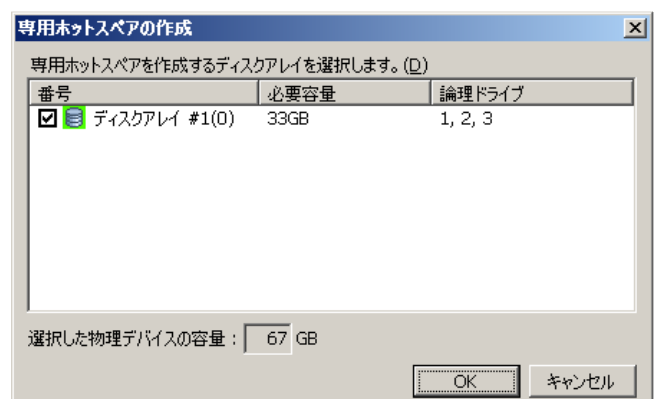 専用ホットスペアの作成
専用ホットスペアを作成するディスクアレイを選択します。(D)
番号 必要容量 論理ドライブ
ディスクアレイ #1(0) 33GB 1, 2, 3
選択した物理デバイスの容量： 67 GB
OK キャンセル